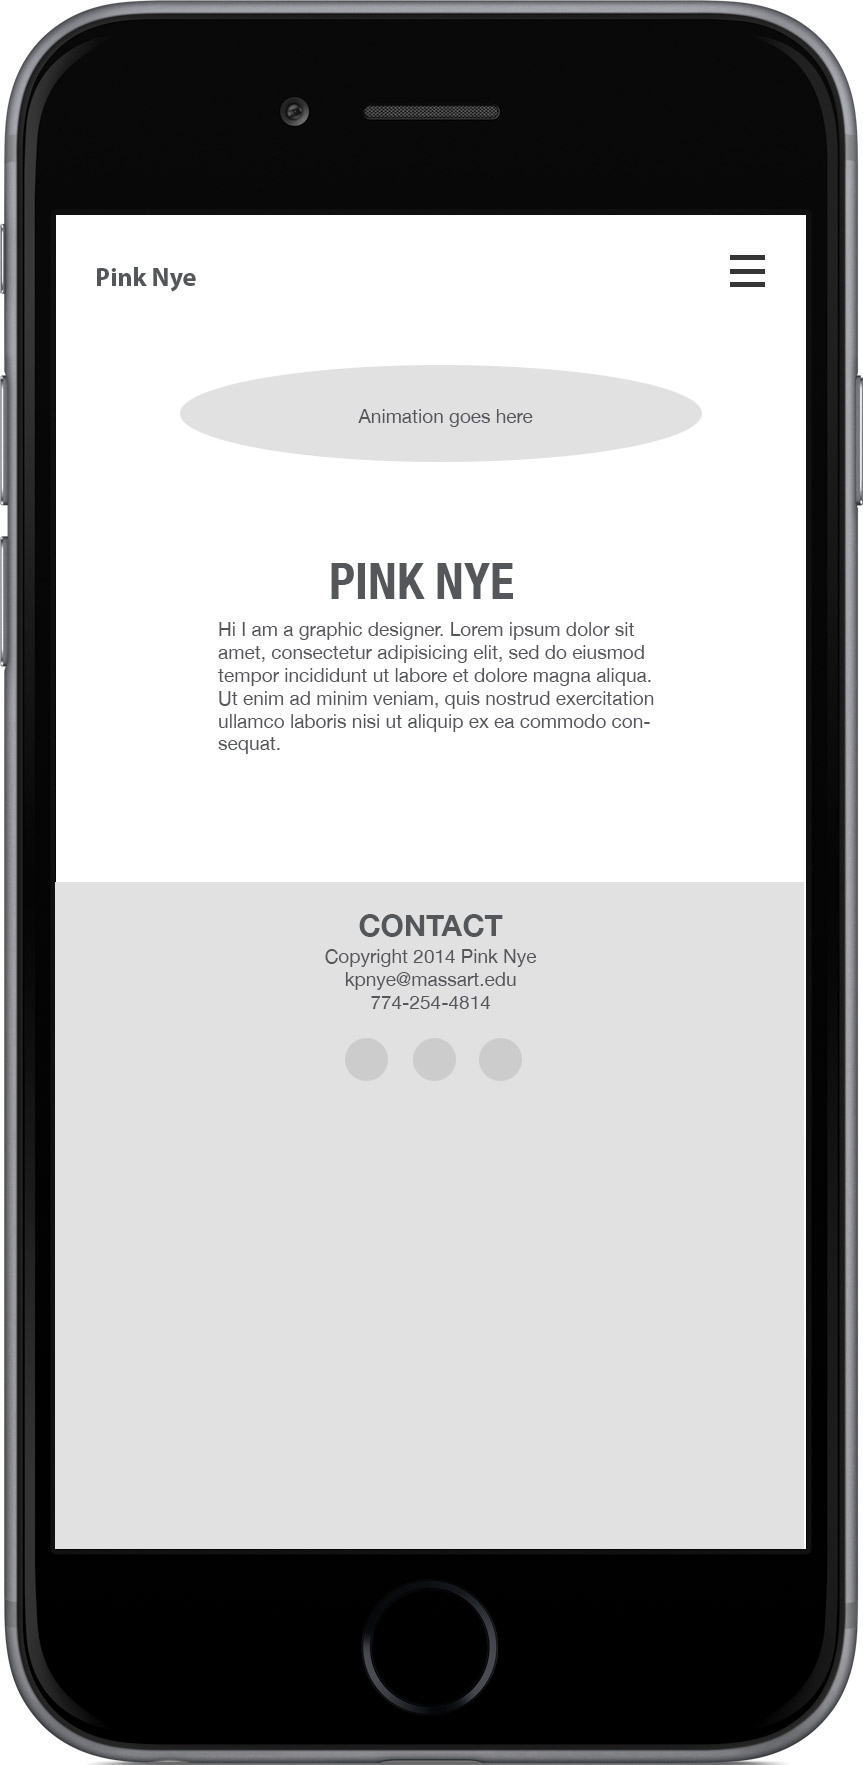 Pink Nye
Animation goes here
PINK NYE
Hi I am a graphic designer. Lorem ipsum dolor sit
amet, consectetur adipisicing elit, sed do eiusmod
tempor incididunt ut labore et dolore magna aliqua.
Ut enim ad minim veniam, quis nostrud exercitation
ullamco laboris nisi ut aliquip ex ea commodo con-
sequat.
CONTACT
Copyright 2014 Pink Nye
kpnye@massart.edu
774-254-4814